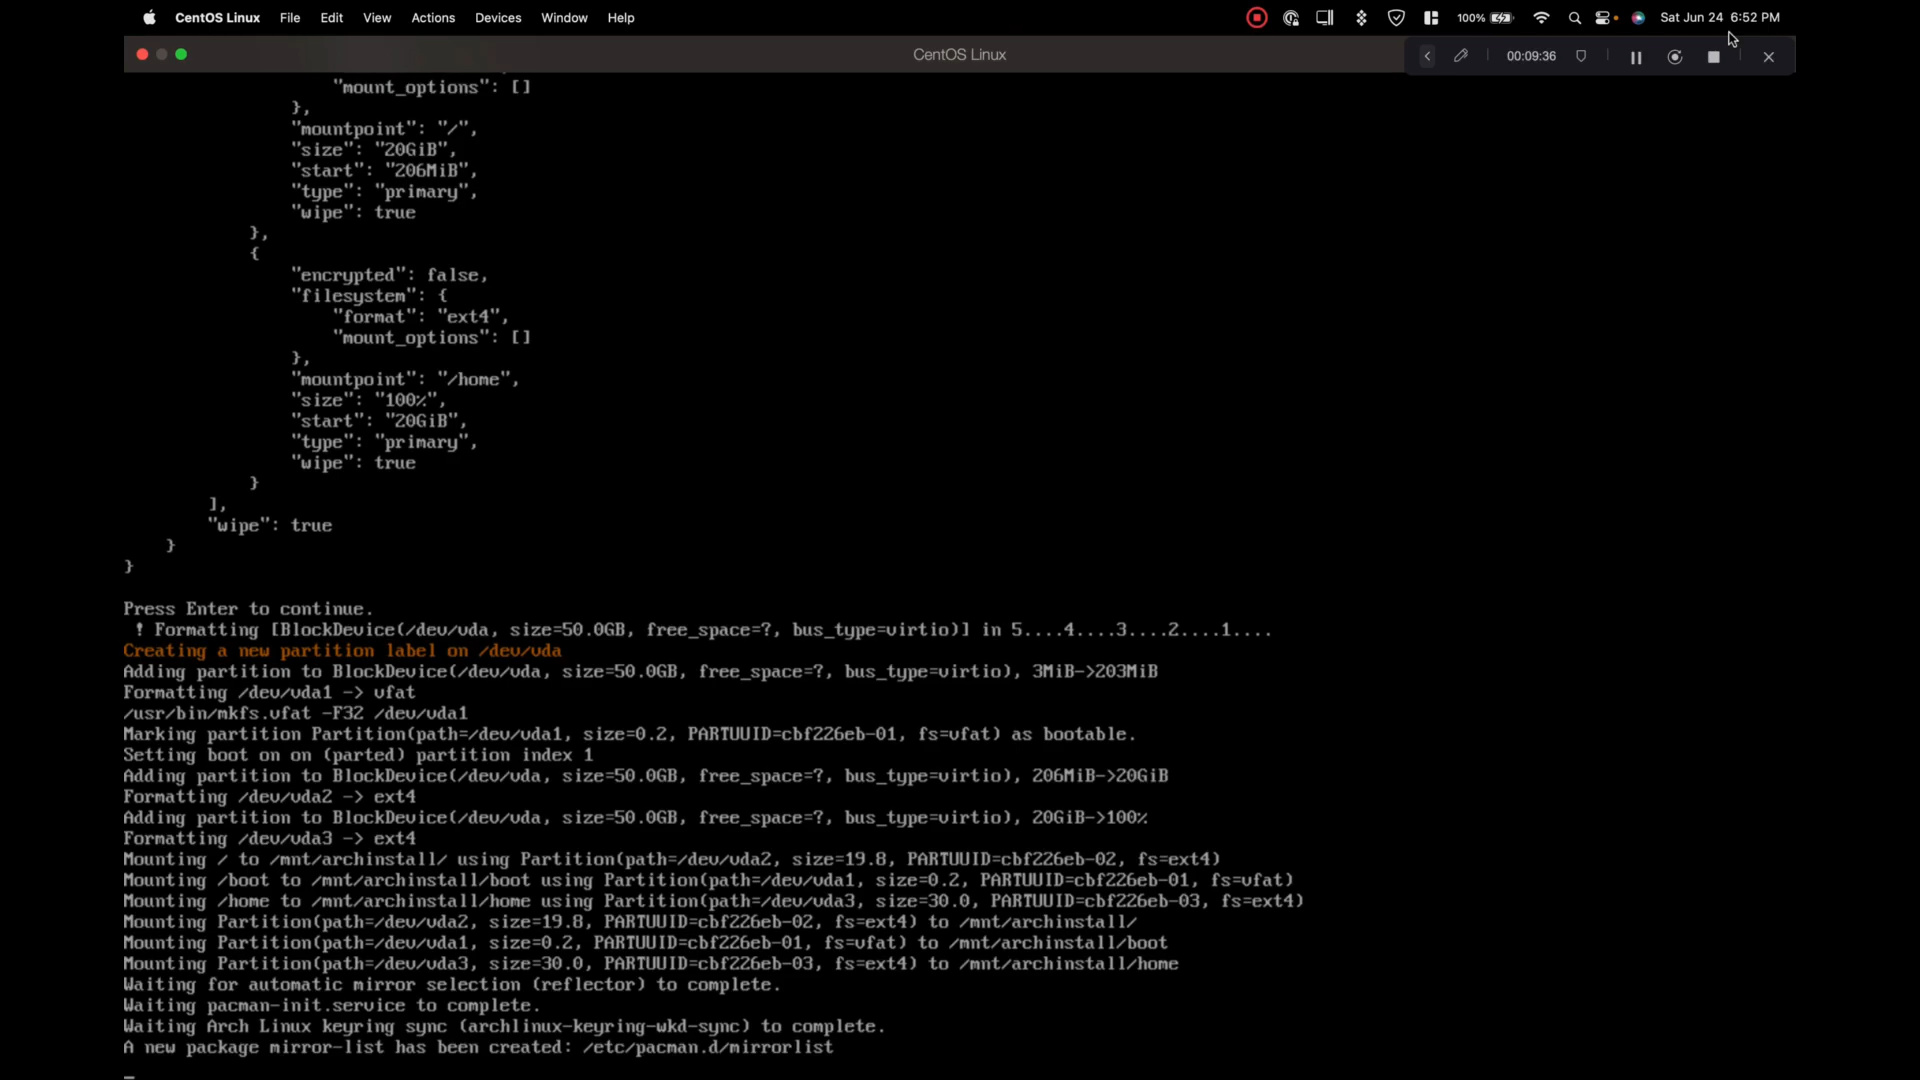 CentOS Linux File Edit View Actions Devices Window Help 100% Sat Jun 24 6:52 PM
CentOS Linux 00:09:36
"mount_options": []
},
"mountpoint": "/",
"size": "20GiB",
"start": "206MiB",
"type": "primary",
"wipe": true
},
{
"encrypted": false,
"filesystem": {
"format": "ext4",
"mount_options": []
},
"mountpoint": "/home",
"size": "100%",
"start": "20GiB",
"type": "primary",
"wipe": true
}
],
"wipe": true
}
}
Press Enter to continue.
! Formatting [BlockDevice(/dev/vda, size=50.0GB, free_space=?, bus_type=virtio)] in 5....4....3....2....1....
Creating a new partition label on /dev/vda
Adding partition to BlockDevice(/dev/vda, size=50.0GB, free_space=?, bus_type=virtio), 3MiB->203MiB
Formatting /dev/vda1 -> vfat
/usr/bin/mkfs.vfat -F32 /dev/vda1
Marking partition Partition(path=/dev/vda1, size=0.2, PARTUUID=cbf226eb-01, fs=vfat) as bootable.
Setting boot on on (parted) partition index 1
Adding partition to BlockDevice(/dev/vda, size=50.0GB, free_space=?, bus_type=virtio), 206MiB->20GiB
Formatting /dev/vda2 -> ext4
Adding partition to BlockDevice(/dev/vda, size=50.0GB, free_space=?, bus_type=virtio), 20GiB->100%
Formatting /dev/vda3 -> ext4
Mounting / to /mnt/archinstall/ using Partition(path=/dev/vda2, size=19.8, PARTUUID=cbf226eb-02, fs=ext4)
Mounting /boot to /mnt/archinstall/boot using Partition(path=/dev/vda1, size=0.2, PARTUUID=cbf226eb-01, fs=vfat)
Mounting /home to /mnt/archinstall/home using Partition(path=/dev/vda3, size=30.0, PARTUUID=cbf226eb-03, fs=ext4)
Mounting Partition(path=/dev/vda2, size=19.8, PARTUUID=cbf226eb-02, fs=ext4) to /mnt/archinstall/
Mounting Partition(path=/dev/vda1, size=0.2, PARTUUID=cbf226eb-01, fs=vfat) to /mnt/archinstall/boot
Mounting Partition(path=/dev/vda3, size=30.0, PARTUUID=cbf226eb-03, fs=ext4) to /mnt/archinstall/home
Waiting for automatic mirror selection (reflector) to complete.
Waiting pacman-init.service to complete.
Waiting Arch Linux keyring sync (archlinux-keyring-wkd-sync) to complete.
A new package mirror-list has been created: /etc/pacman.d/mirrorlist